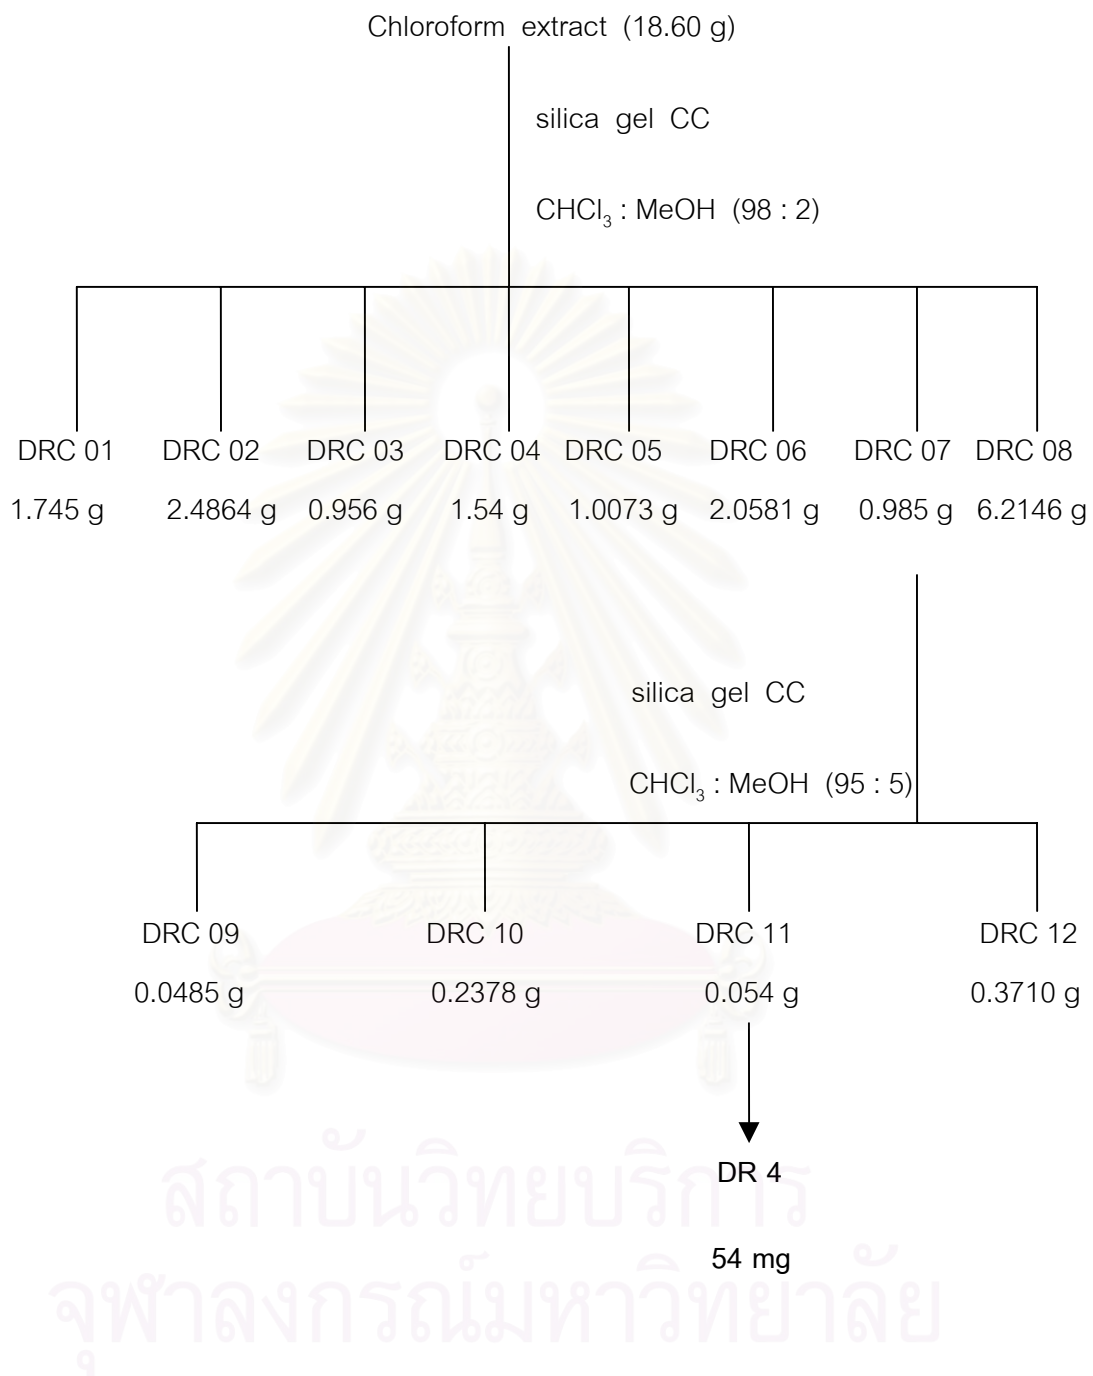 Chloroform extract (18.60 g)
silica gel CC
CHCl₃ : MeOH (98 : 2)
DRC 01 DRC 02 DRC 03 DRC 04 DRC 05 DRC 06 DRC 07 DRC 08
1.745 g 2.4864 g 0.956 g 1.54 g 1.0073 g 2.0581 g 0.985 g 6.2146 g
silica gel CC
CHCl₃ : MeOH (95 : 5)
DRC 09 DRC 10 DRC 11 DRC 12
0.0485 g 0.2378 g 0.054 g 0.3710 g
DR 4
54 mg
สถาบันวิทยบริการ
จุฬาลงกรณ์มหาวิทยาลัย